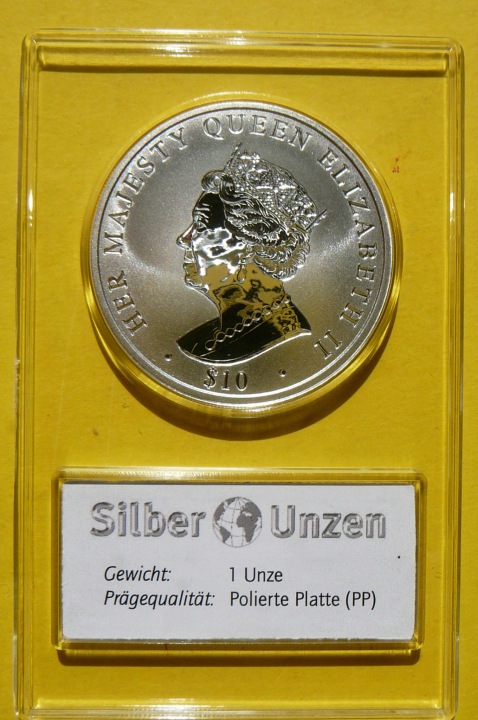 HER MAJESTY QUEEN ELIZABETH II
$10
Silber Unzen
Gewicht: 1 Unze
Prägequalität: Polierte Platte (PP)